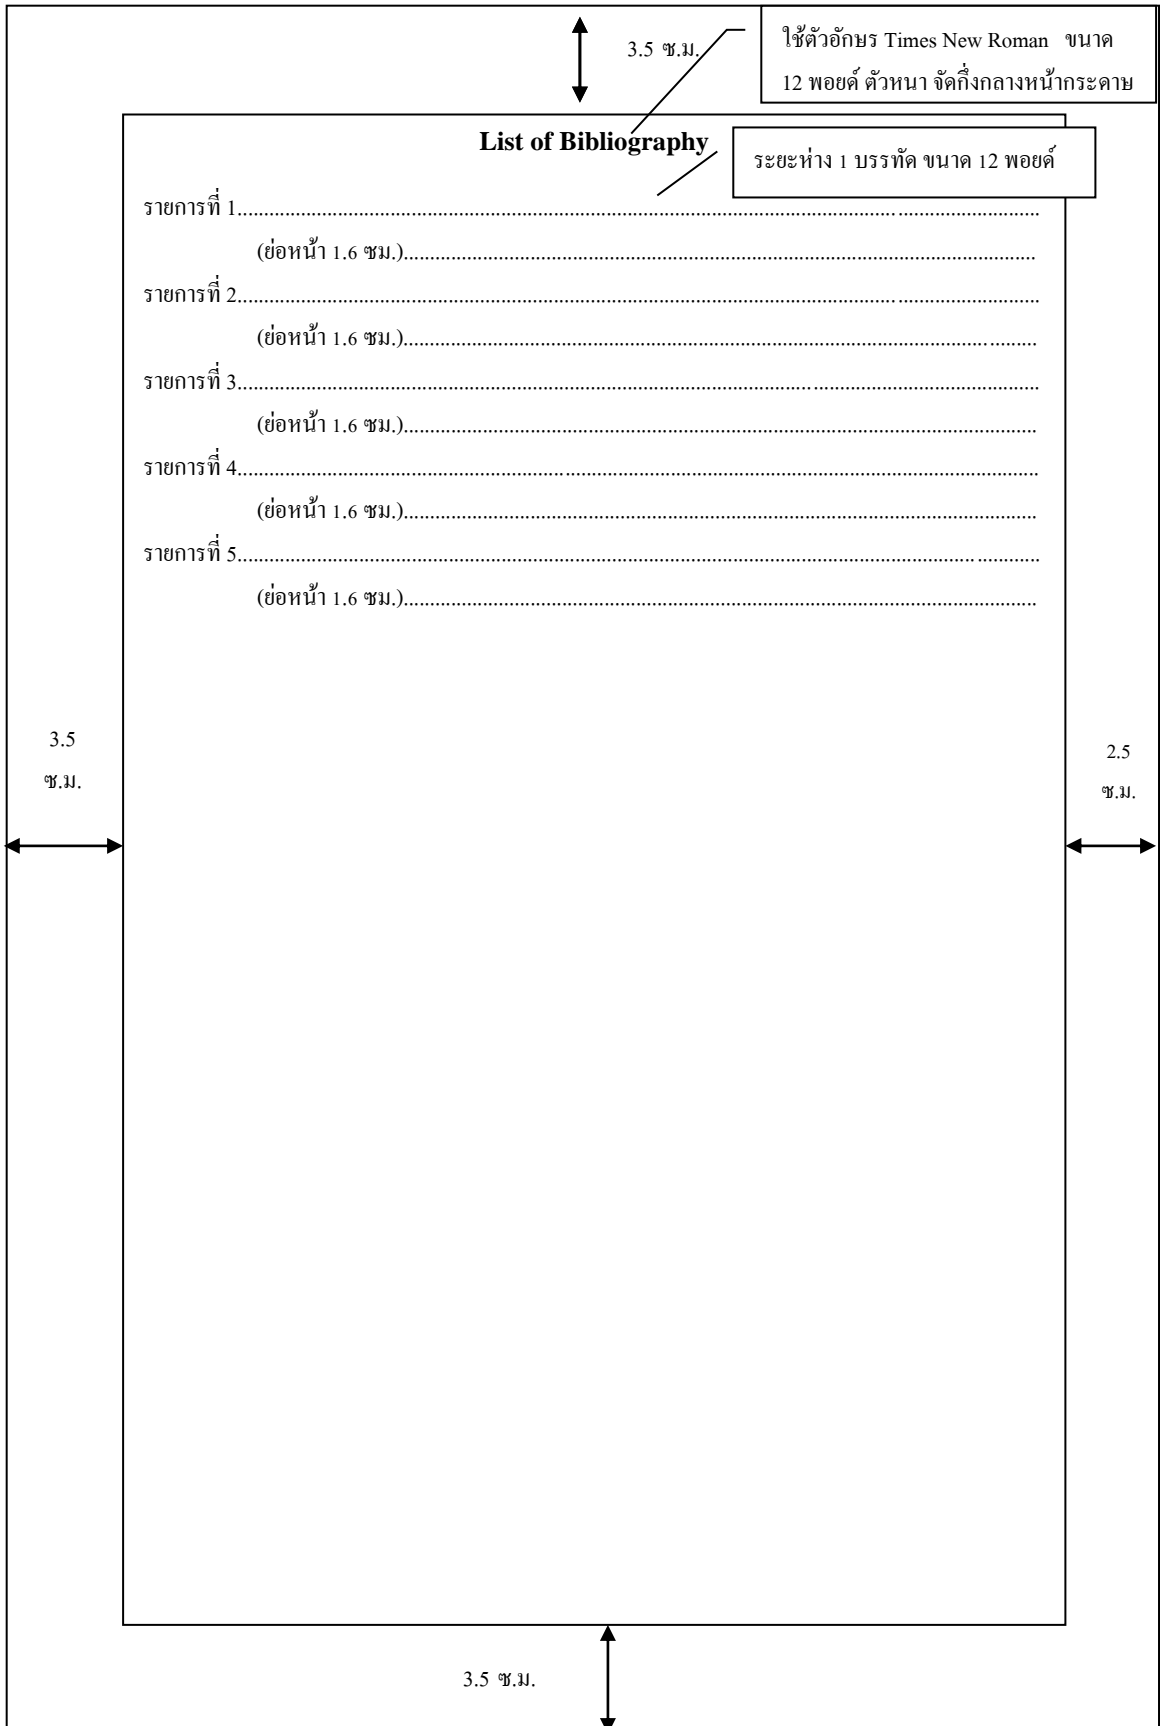 3.5 ซ.ม.
ใช้ตัวอักษร Times New Roman ขนาด
12 พอยต์ ตัวหนา จัดกึ่งกลางหน้ากระดาษ
List of Bibliography
ระยะห่าง 1 บรรทัด ขนาด 12 พอยต์
รายการที่ 1..........................................................................................................................................
(ย่อหน้า 1.6 ซม.)..............................................................................................................
รายการที่ 2..........................................................................................................................................
(ย่อหน้า 1.6 ซม.)..............................................................................................................
รายการที่ 3..........................................................................................................................................
(ย่อหน้า 1.6 ซม.)..............................................................................................................
รายการที่ 4..........................................................................................................................................
(ย่อหน้า 1.6 ซม.)..............................................................................................................
รายการที่ 5..........................................................................................................................................
(ย่อหน้า 1.6 ซม.)..............................................................................................................
3.5
ซ.ม.
2.5
ซ.ม.
3.5 ซ.ม.